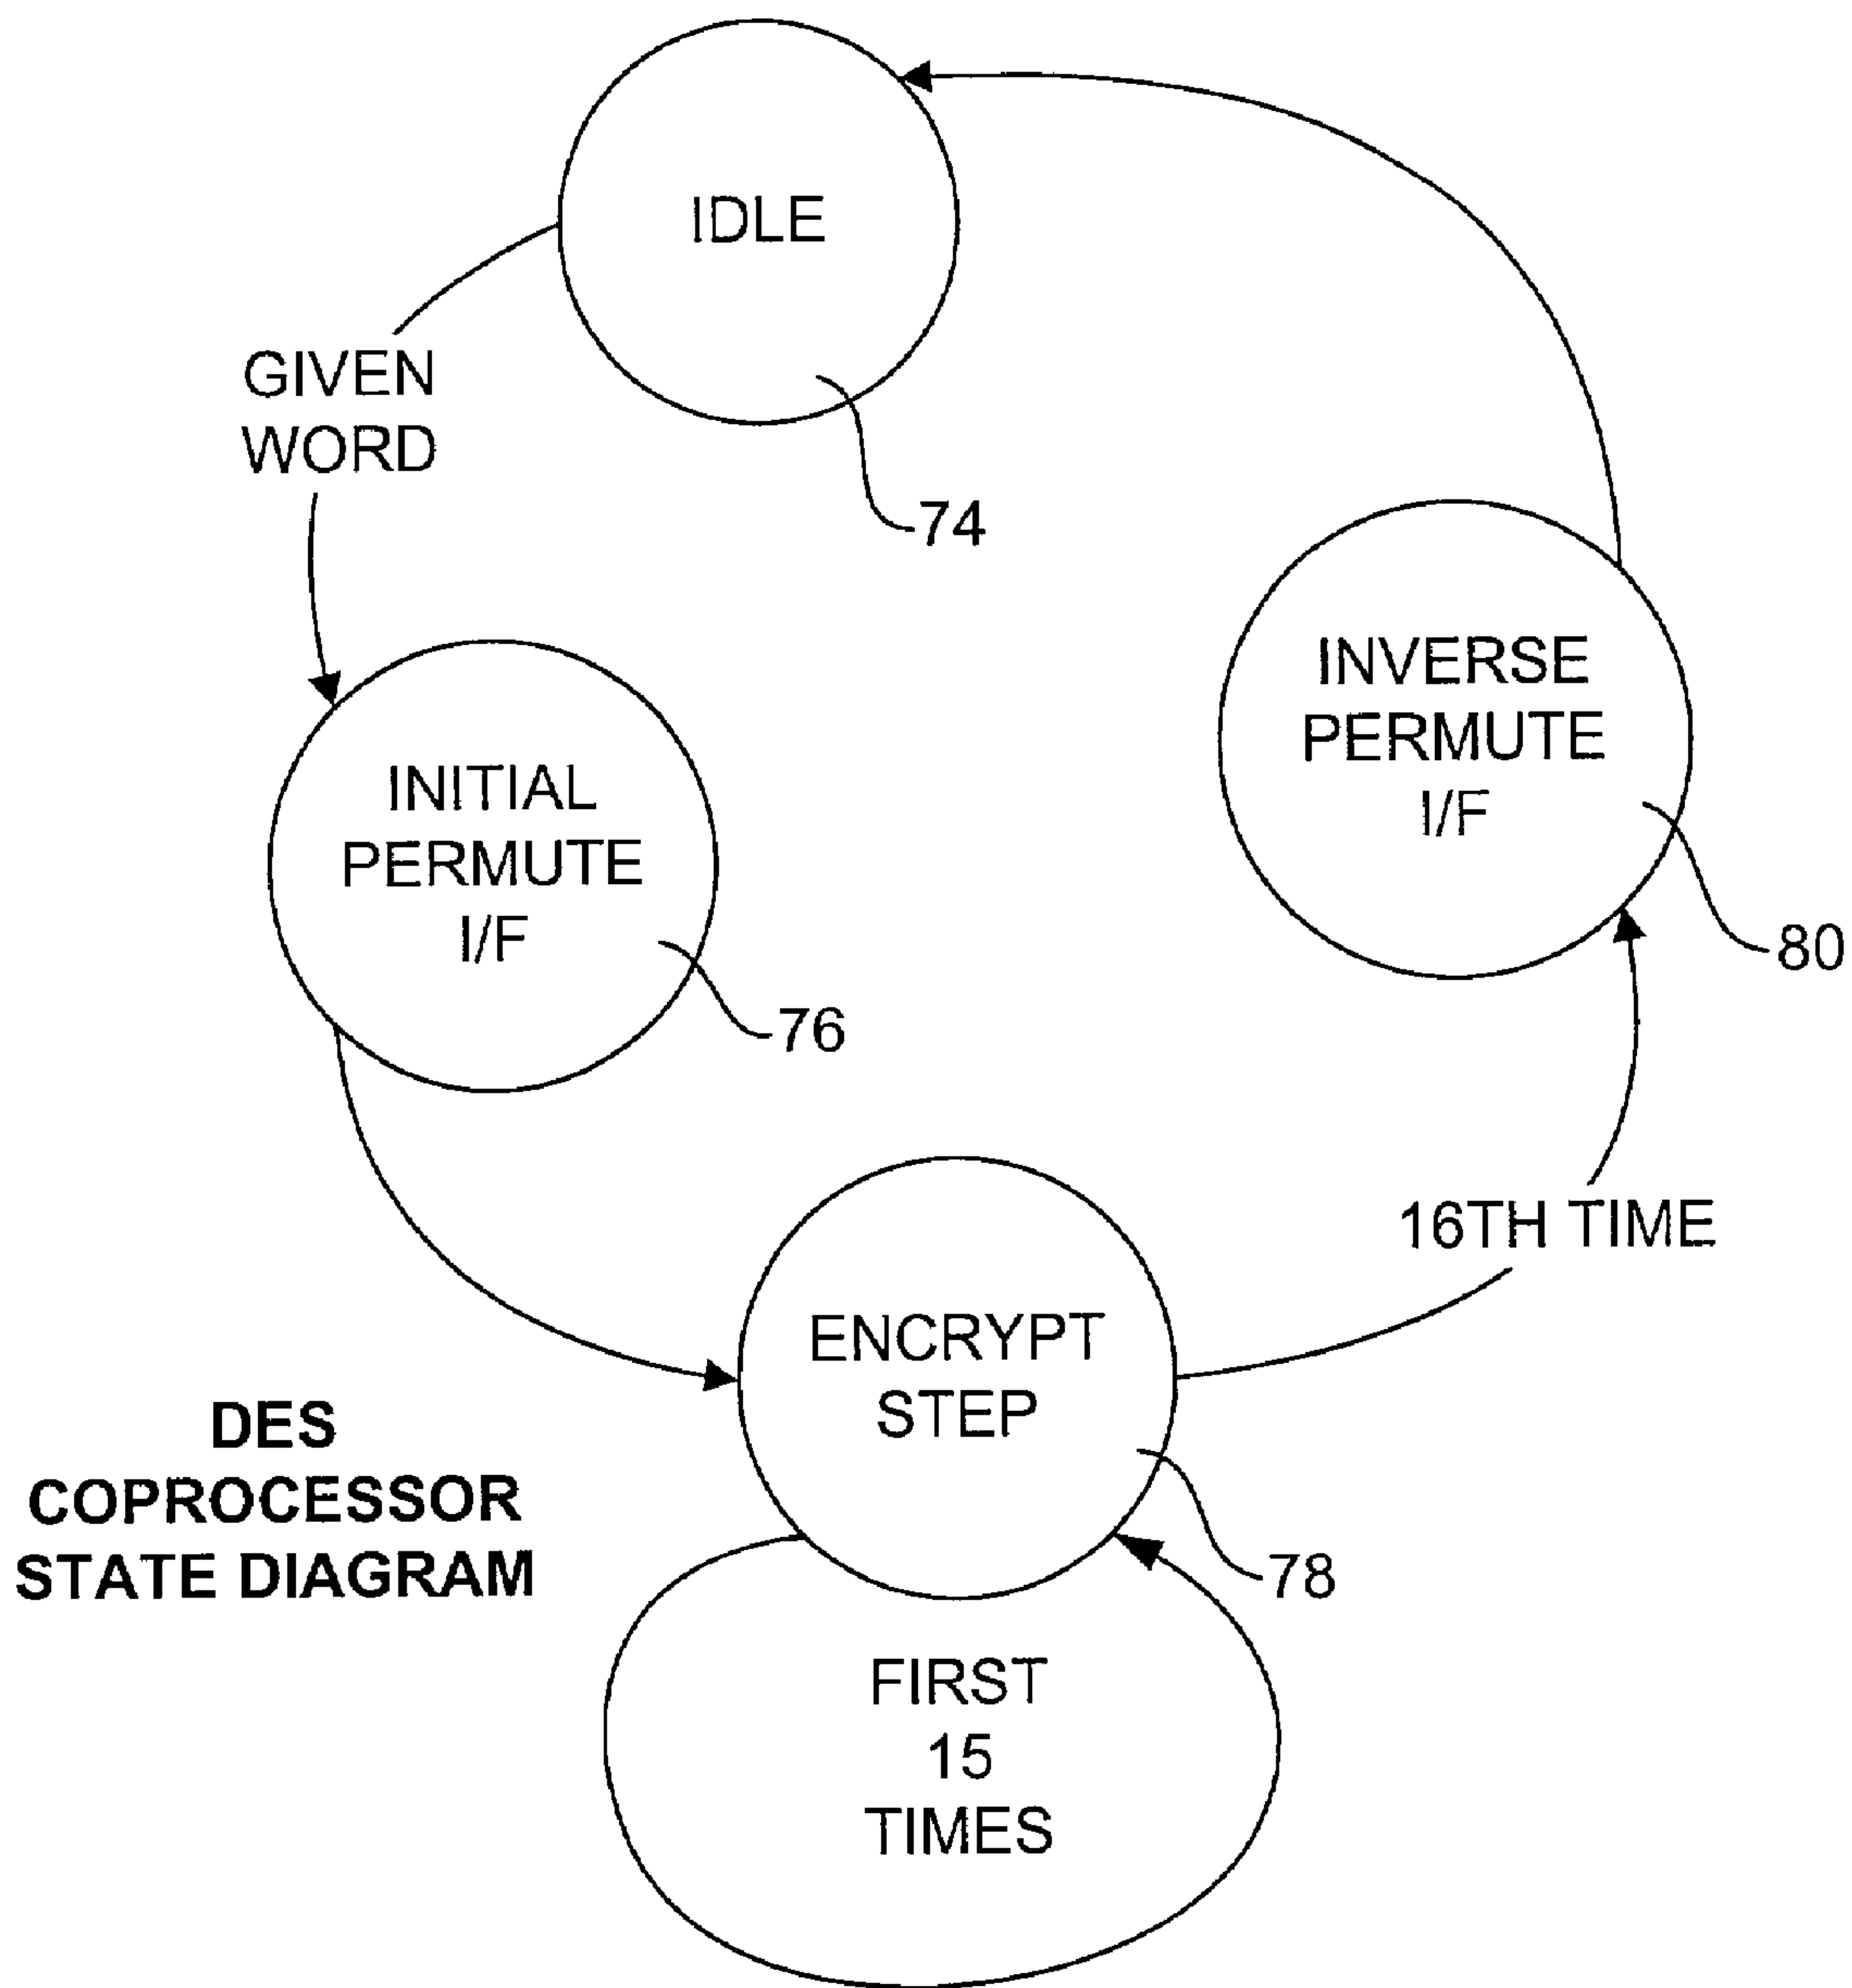 IDLE
GIVEN
WORD
74
INVERSE
PERMUTE
I/F
80
INITIAL
PERMUTE
I/F
76
16TH TIME
ENCRYPT
STEP
78
DES
COPROCESSOR
STATE DIAGRAM
FIRST
15
TIMES